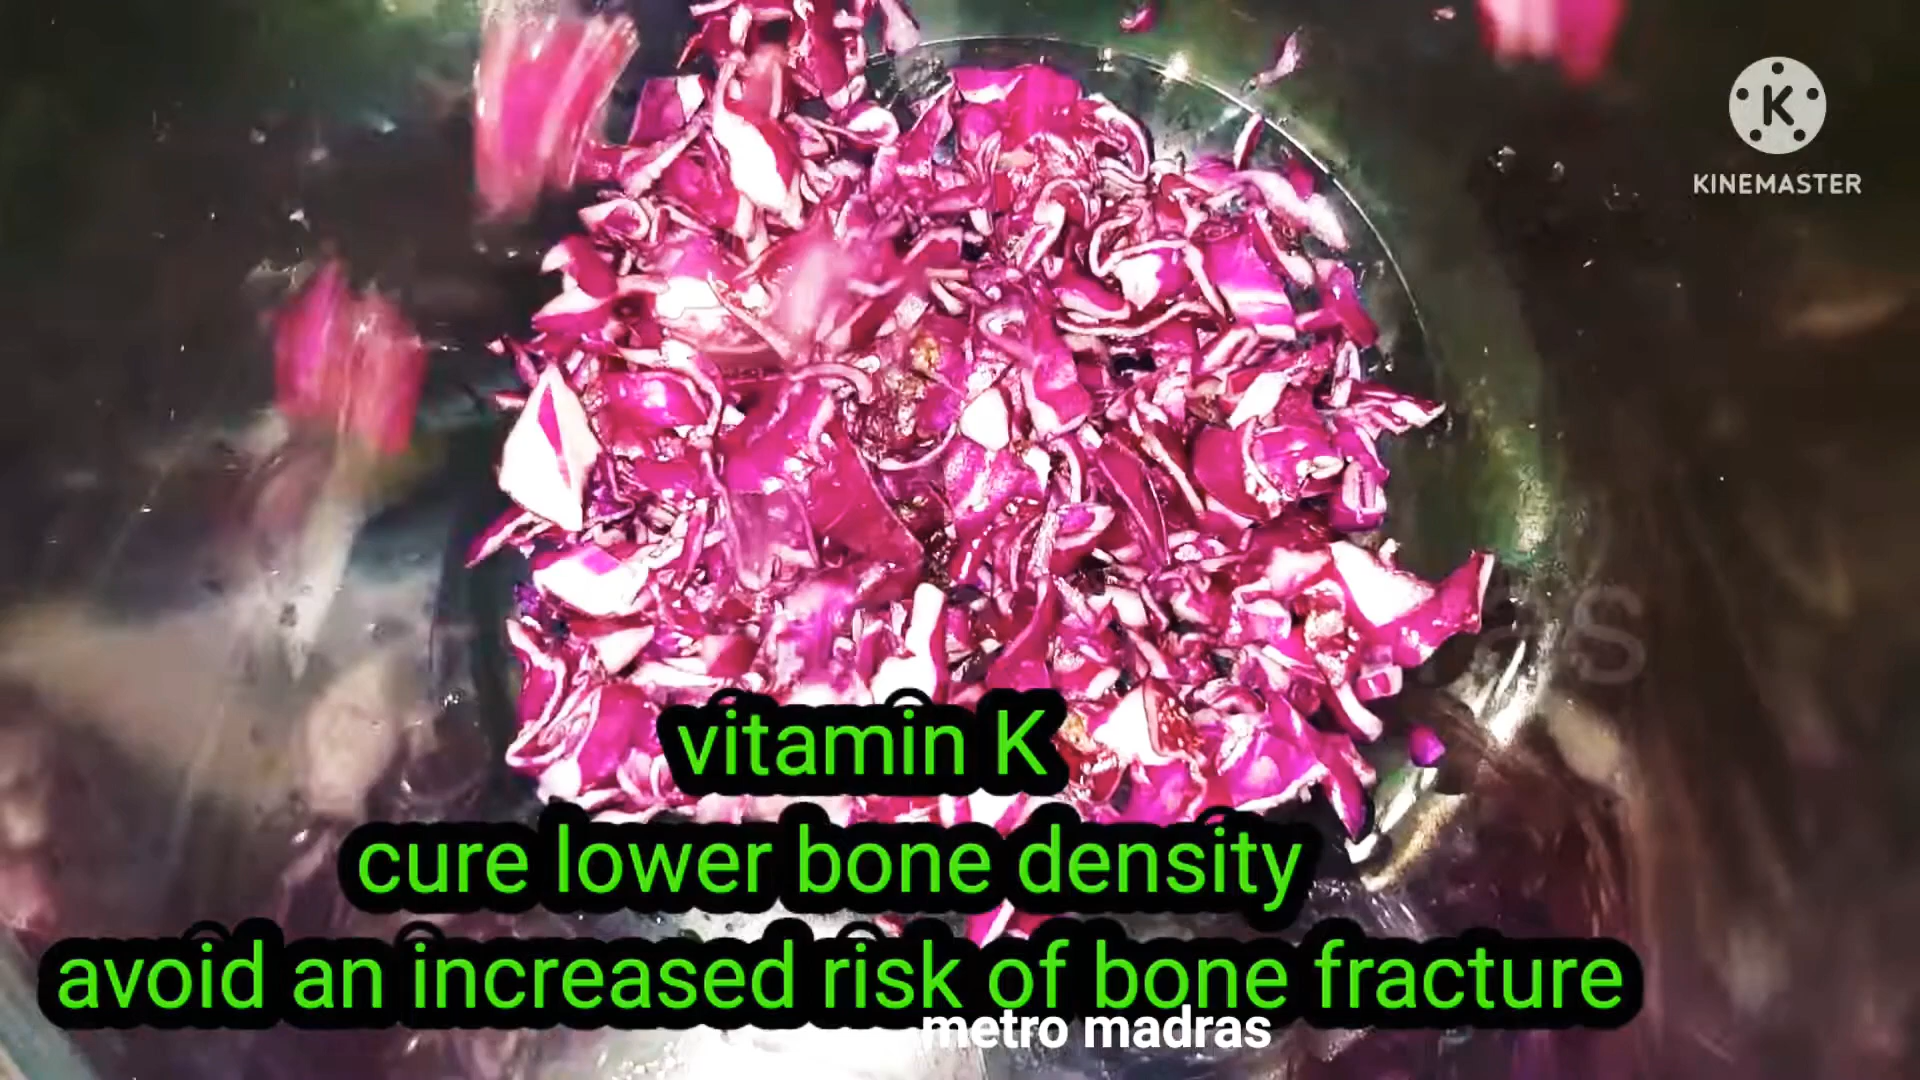 KINEMASTER
vitamin K
cure lower bone density
avoid an increased risk of bone fracture
metro madras